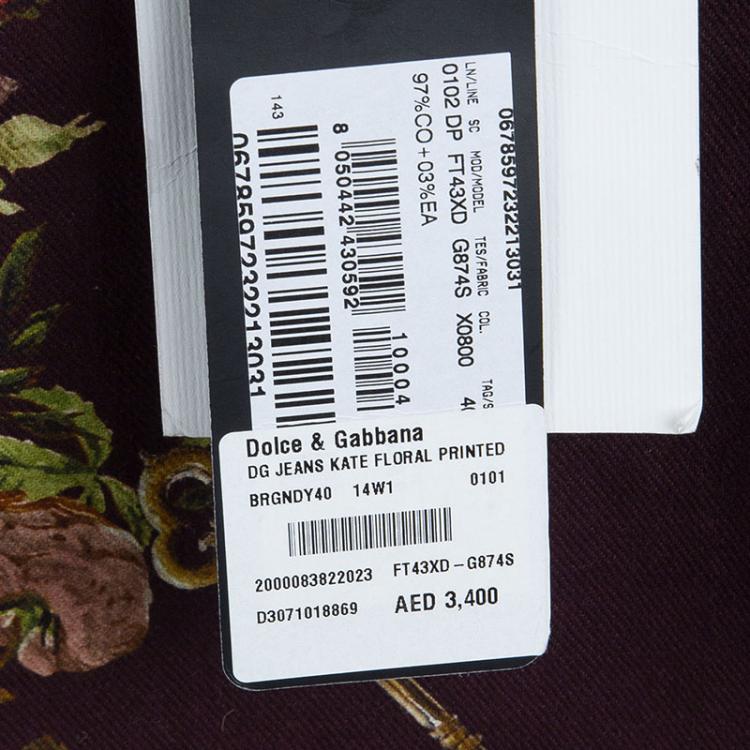 LN/LINE SC MOD/MODEL TES/FABRIC COL. TAG/S
0102 DP FT43XD G874S X0800
97%CO+03%EA
0678597232213031
8 050442 430592
10004
143
0678597232213031
Dolce & Gabbana
DG JEANS KATE FLORAL PRINTED
BRGNDY40 14W1 0101
2000083822023 FT43XD-G874S
D3071018869 AED 3,400